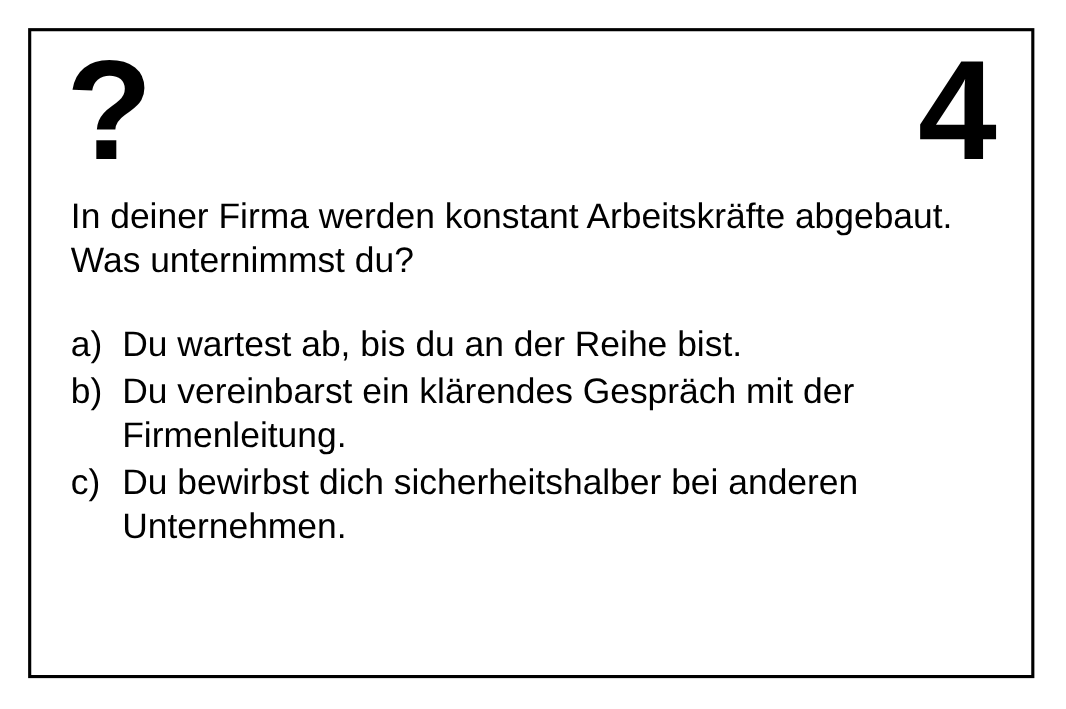 ? 4
In deiner Firma werden konstant Arbeitskräfte abgebaut.
Was unternimmst du?
a) Du wartest ab, bis du an der Reihe bist.
b) Du vereinbarst ein klärendes Gespräch mit der
Firmenleitung.
c) Du bewirbst dich sicherheitshalber bei anderen
Unternehmen.